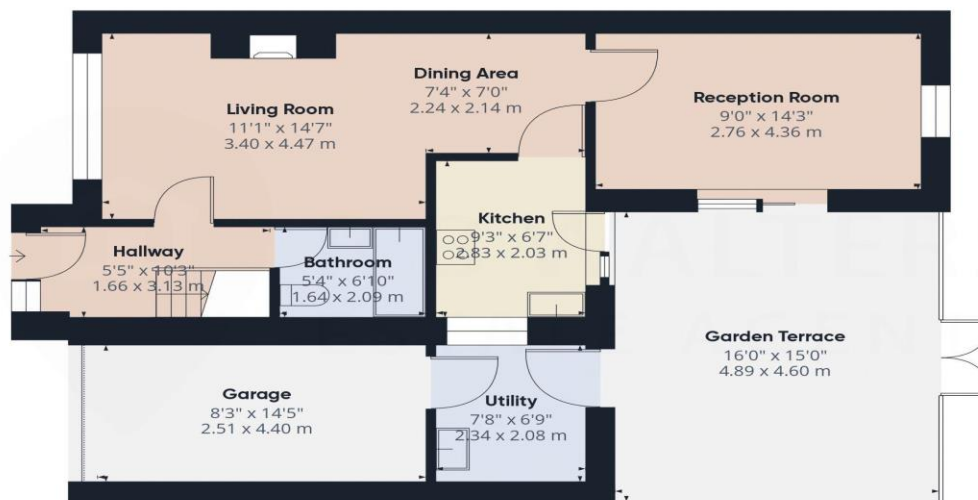 Dining Area
7'4" x 7'0"
2.24 x 2.14 m
Living Room
11'1" x 14'7"
3.40 x 4.47 m
Reception Room
9'0" x 14'3"
2.76 x 4.36 m
Kitchen
9'3" x 6'7"
2.83 x 2.03 m
Hallway
5'5" x 10'3"
1.66 x 3.13 m
Bathroom
5'4" x 6'10"
1.64 x 2.09 m
Garden Terrace
16'0" x 15'0"
4.89 x 4.60 m
Garage
8'3" x 14'5"
2.51 x 4.40 m
Utility
7'8" x 6'9"
2.34 x 2.08 m